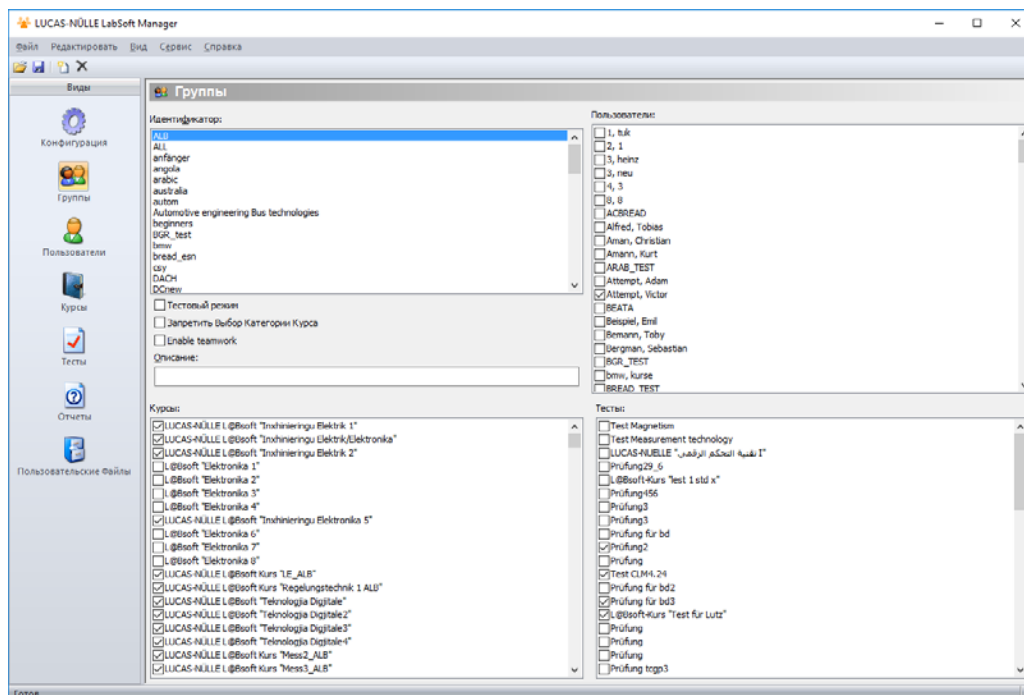 LUCAS-NÜLLE LabSoft Manager
Файл Редактировать Вид Сервис Справка
Виды
Конфигурация
Группы
Пользователи
Курсы
Тесты
Отчеты
Пользовательские Файлы
Группы
Идентификатор:
ALB
ALL
anfänger
angola
arabic
australia
autom
Automotive engineering Bus technologies
beginners
BGR_test
bmw
bread_esn
csy
DACH
DCnew
Тестовый режим
Запретить Выбор Категории Курса
Enable teamwork
Описание:
Пользователи:
1, tuk
2, 1
3, heinz
3, neu
4, 3
8, 8
ACBREAD
Alfred, Tobias
Aman, Christian
Amann, Kurt
ARAB_TEST
Attempt, Adam
Attempt, Victor
BEATA
Beispiel, Emil
Bemann, Toby
Bergman, Sebastian
BGR_TEST
bmw, kurse
BREAD_TEST
Курсы:
LUCAS-NÜLLE L@Bsoft "Inxhinieringu Elektrik 1"
LUCAS-NÜLLE L@Bsoft "Inxhinieringu Elektrik/Elektronika"
LUCAS-NÜLLE L@Bsoft "Inxhinieringu Elektrik 2"
L@Bsoft "Elektronika 1"
L@Bsoft "Elektronika 2"
L@Bsoft "Elektronika 3"
L@Bsoft "Elektronika 4"
LUCAS-NÜLLE L@Bsoft "Inxhinieringu Elektronika 5"
L@Bsoft "Elektronika 6"
L@Bsoft "Elektronika 7"
L@Bsoft "Elektronika 8"
LUCAS-NÜLLE L@Bsoft Kurs "LE_ALB"
LUCAS-NÜLLE L@Bsoft Kurs "Regelungstechnik 1 ALB"
LUCAS-NÜLLE L@Bsoft "Teknologjia Digjitale"
LUCAS-NÜLLE L@Bsoft "Teknologjia Digjitale2"
LUCAS-NÜLLE L@Bsoft "Teknologjia Digjitale3"
LUCAS-NÜLLE L@Bsoft "Teknologjia Digjitale4"
LUCAS-NÜLLE L@Bsoft Kurs "Mess2_ALB"
LUCAS-NÜLLE L@Bsoft Kurs "Mess3_ALB"
Тесты:
Test Magnetism
Test Measurement technology
LUCAS-NUELLE "تقنية التحكم الرقمي I"
Prüfung29_6
L@Bsoft-Kurs "test 1 std x"
Prüfung456
Prüfung3
Prüfung3
Prüfung für bd
Prüfung2
Prüfung
Test CLM4.24
Prüfung für bd2
Prüfung für bd3
L@Bsoft-Kurs "Test für Lutz"
Prüfung
Prüfung
Prüfung
Prüfung tcgp3
Готов